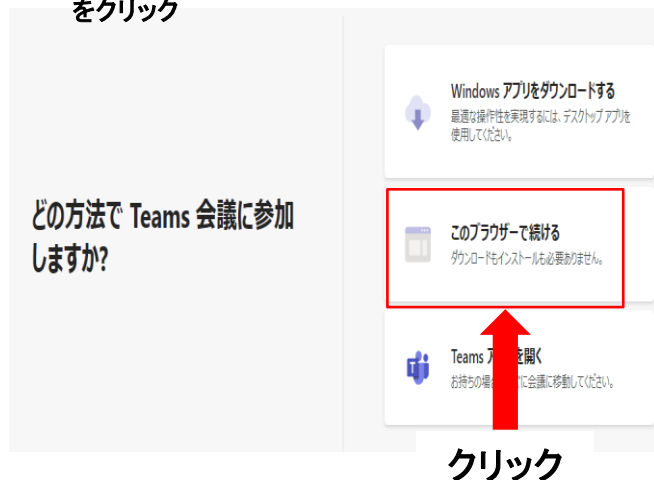 をクリック
Windows アプリをダウンロードする
最適な操作性を実現するには、デスクトップ アプリを
使用してください。
どの方法で Teams 会議に参加
しますか?
このブラウザーで続ける
ダウンロードもインストールも必要ありません。
Teams を開く
お持ちの場 に会議に移動してください。
クリック